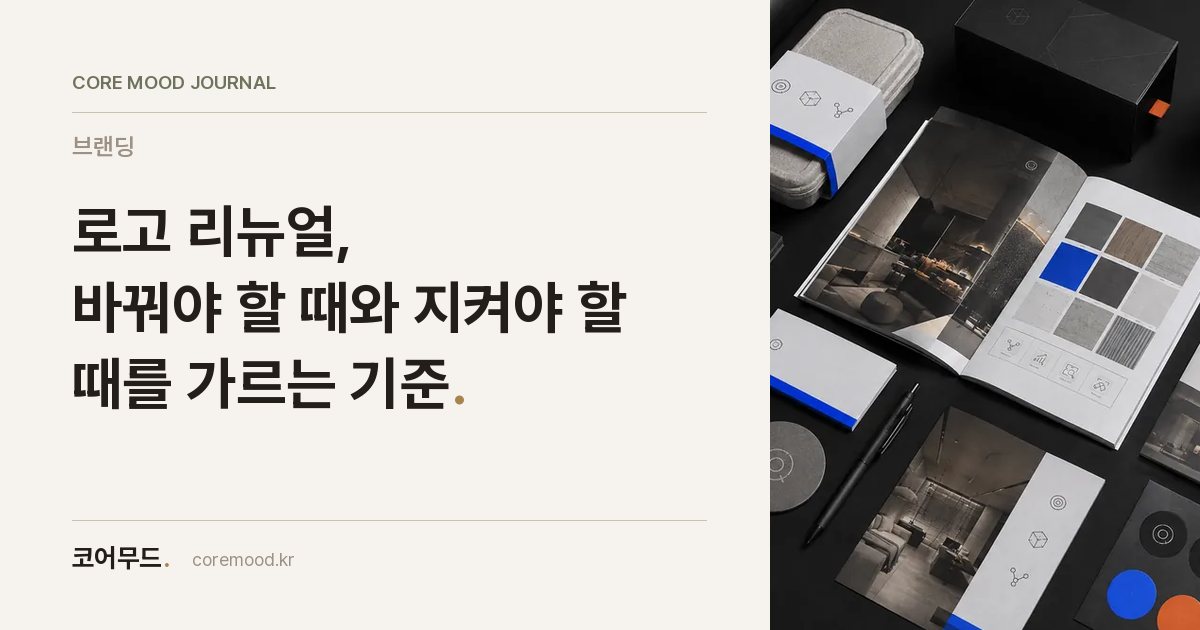 CORE MOOD JOURNAL
브랜딩
로고 리뉴얼,
바꿔야 할 때와 지켜야 할
때를 가르는 기준.
코어무드. coremood.kr